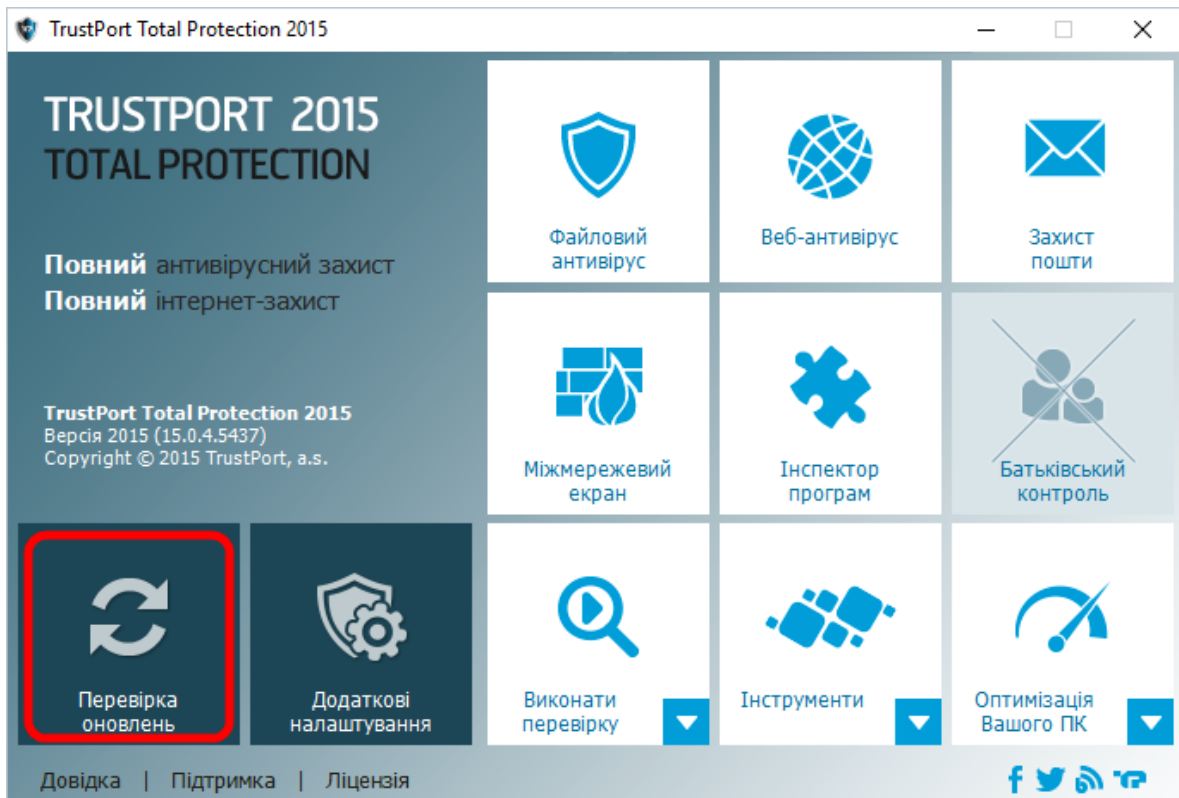 TrustPort Total Protection 2015
TRUSTPORT 2015
TOTAL PROTECTION
Повний антивірусний захист
Повний інтернет-захист
TrustPort Total Protection 2015
Версія 2015 (15.0.4.5437)
Copyright © 2015 TrustPort, a.s.
Файловий
антивірус
Веб-антивірус
Захист
пошти
Міжмережевий
екран
Інспектор
програм
Батьківський
контроль
Перевірка
оновлень
Додаткові
налаштування
Виконати
перевірку
Інструменти
Оптимізація
Вашого ПК
Довідка | Підтримка | Ліцензія